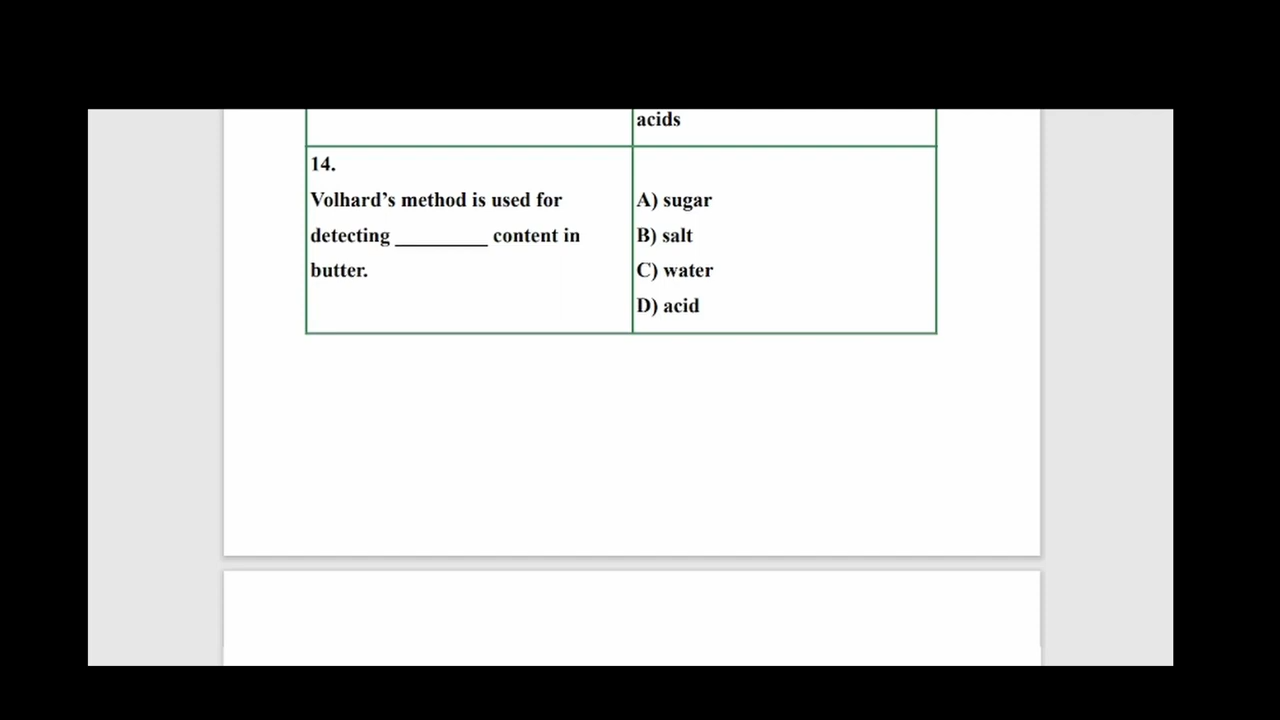 acids
14.
Volhard’s method is used for
detecting _________ content in
butter.
A) sugar
B) salt
C) water
D) acid